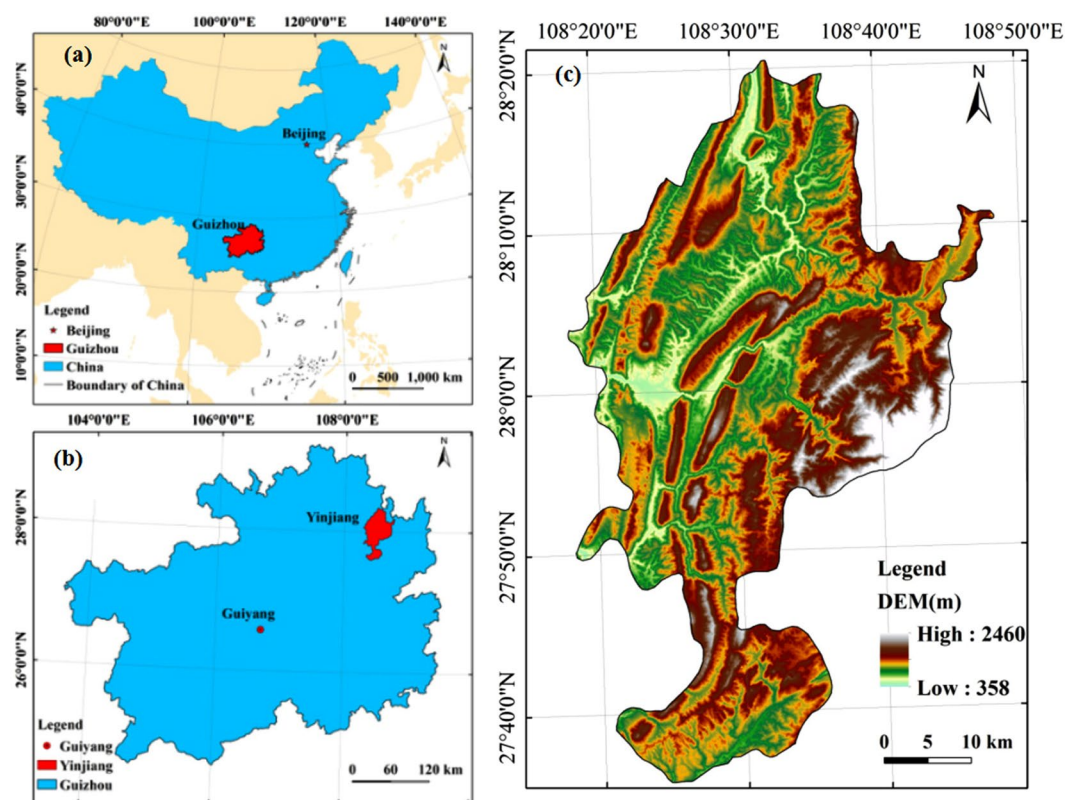 80°0'0"E 100°0'0"E 120°0'0"E 140°0'0"E
(a)
N
40°0'0"N
30°0'0"N
20°0'0"N
10°0'0"N
Beijing
Guizhou
Legend
Beijing
Guizhou
China
Boundary of China
0 500 1,000 km
104°0'0"E 106°0'0"E 108°0'0"E
(b)
N
28°0'0"N
26°0'0"N
Yinjiang
Guiyang
Legend
Guiyang
Yinjiang
Guizhou
0 60 120 km
108°20'0"E 108°30'0"E 108°40'0"E 108°50'0"E
(c)
N
28°20'0"N
28°10'0"N
28°0'0"N
27°50'0"N
27°40'0"N
Legend
DEM(m)
High : 2460
Low : 358
0 5 10 km